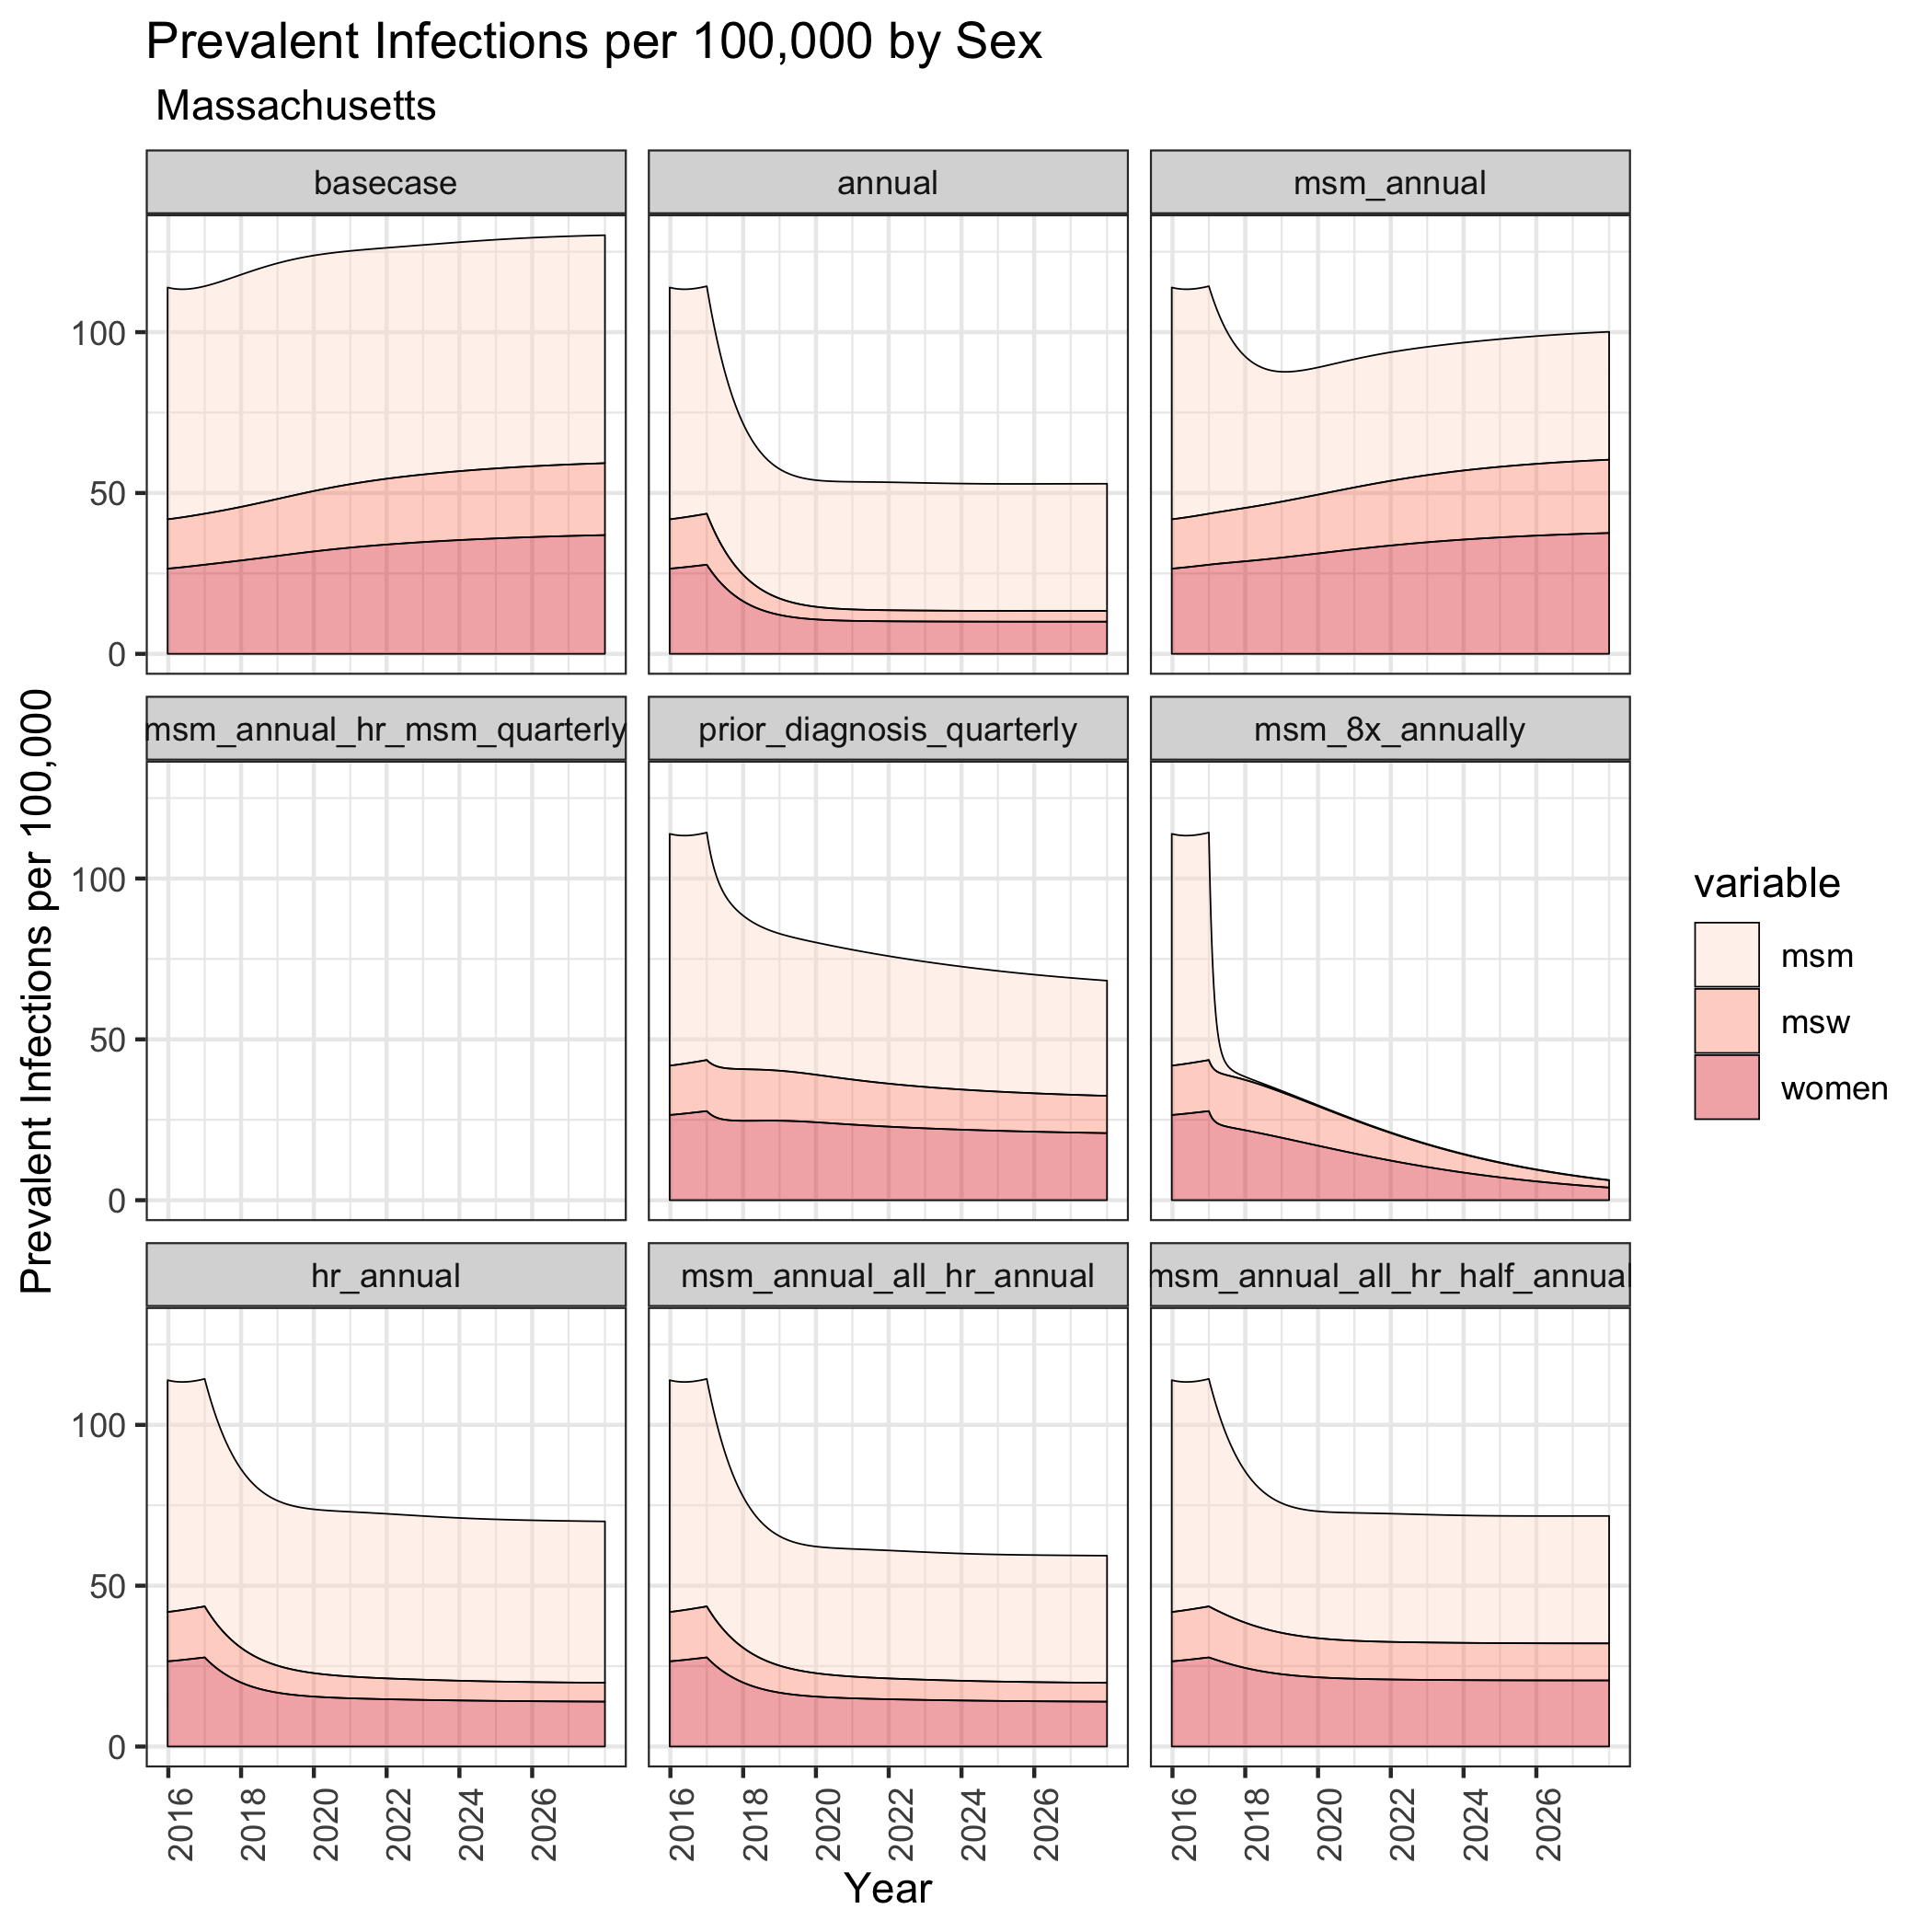 Prevalent Infections per 100,000 by Sex
Massachusetts
basecase
annual
msm_annual
100
50
0
msm_annual_hr_msm_quarterly
prior_diagnosis_quarterly
msm_8x_annually
100
50
0
hr_annual
msm_annual_all_hr_annual
msm_annual_all_hr_half_annual
100
50
0
2016 2018 2020 2022 2024 2026
2016 2018 2020 2022 2024 2026
2016 2018 2020 2022 2024 2026
Year
Prevalent Infections per 100,000
variable
msm
msw
women